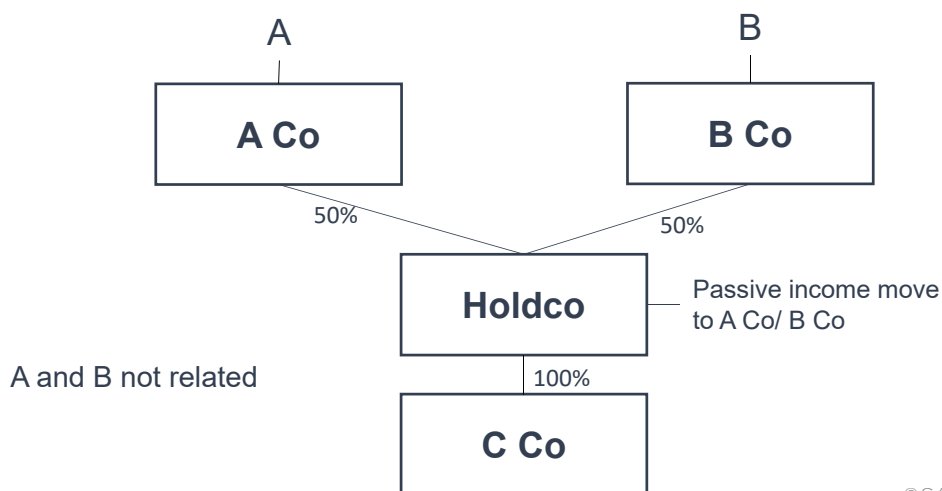 A
B
A Co
B Co
50%
50%
Holdco
Passive income move
to A Co/ B Co
A and B not related
100%
C Co